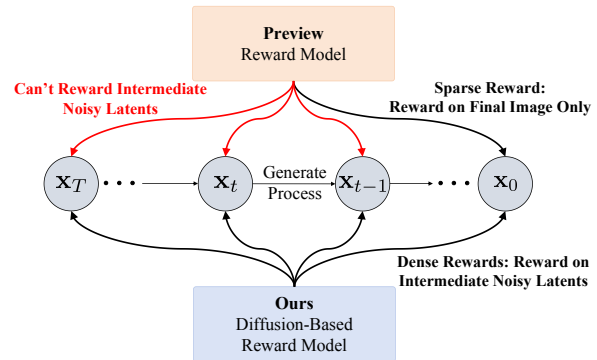 Preview
Reward Model
Can't Reward Intermediate
Noisy Latents
Sparse Reward:
Reward on Final Image Only
x_T ··· x_t Generate Process x_{t-1} ··· x_0
Dense Rewards: Reward on
Intermediate Noisy Latents
Ours
Diffusion-Based
Reward Model